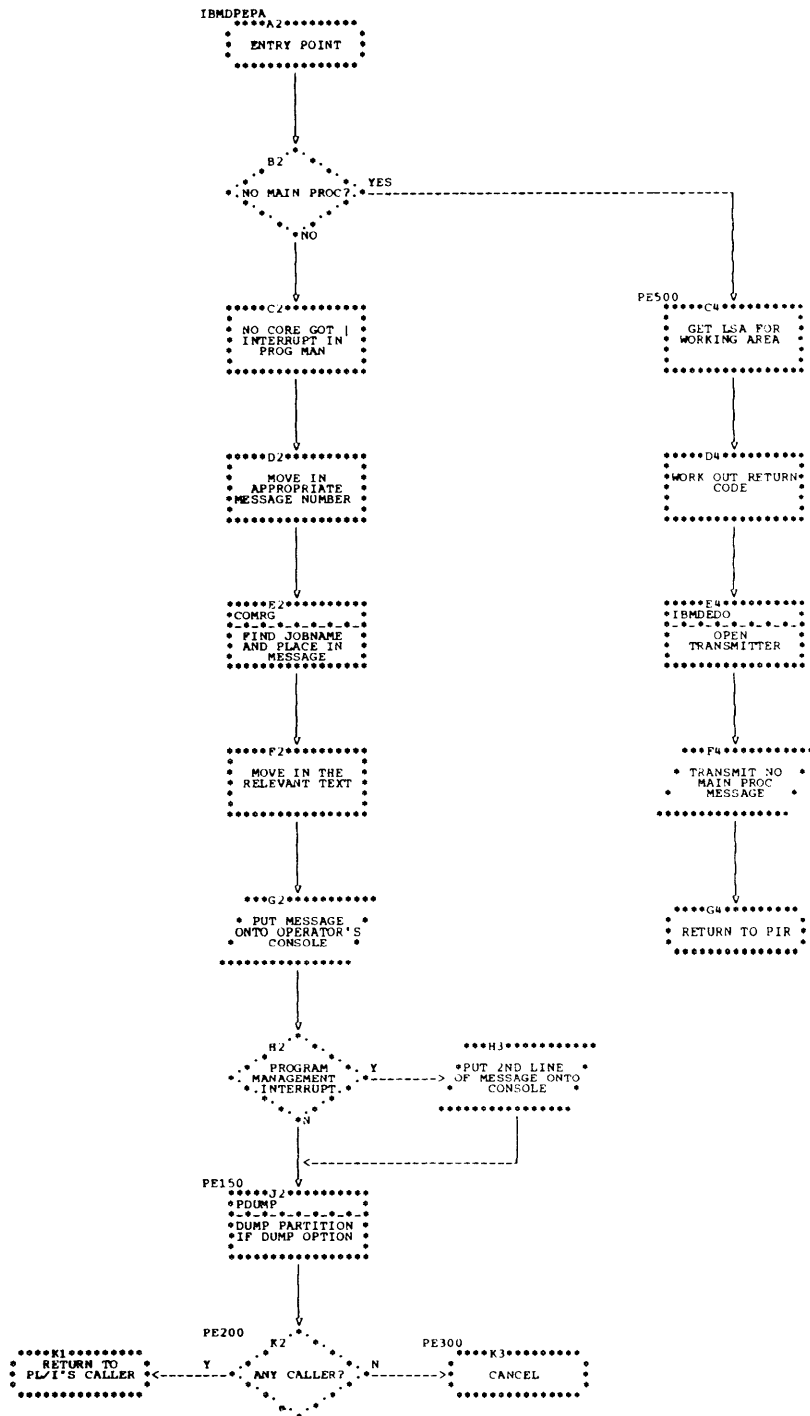 IBMDPEPA
A2
ENTRY POINT
B2
NO MAIN PROC?
YES
NO
C2
NO CORE GOT |
INTERRUPT IN
PROG MAN
PE500
C4
GET LSA FOR
WORKING AREA
D2
MOVE IN
APPROPRIATE
MESSAGE NUMBER
D4
WORK OUT RETURN
CODE
E2
COMRG
FIND JOBNAME
AND PLACE IN
MESSAGE
E4
IBMDEDO
OPEN
TRANSMITTER
F2
MOVE IN THE
RELEVANT TEXT
F4
TRANSMIT NO
MAIN PROC
MESSAGE
G2
PUT MESSAGE
ONTO OPERATOR'S
CONSOLE
G4
RETURN TO PIR
H2
PROGRAM
MANAGEMENT
INTERRUPT
Y
N
H3
PUT 2ND LINE
OF MESSAGE ONTO
CONSOLE
PE150
J2
PDUMP
DUMP PARTITION
IF DUMP OPTION
PE200
K2
ANY CALLER?
Y
N
K1
RETURN TO
PL/I'S CALLER
PE300
K3
CANCEL